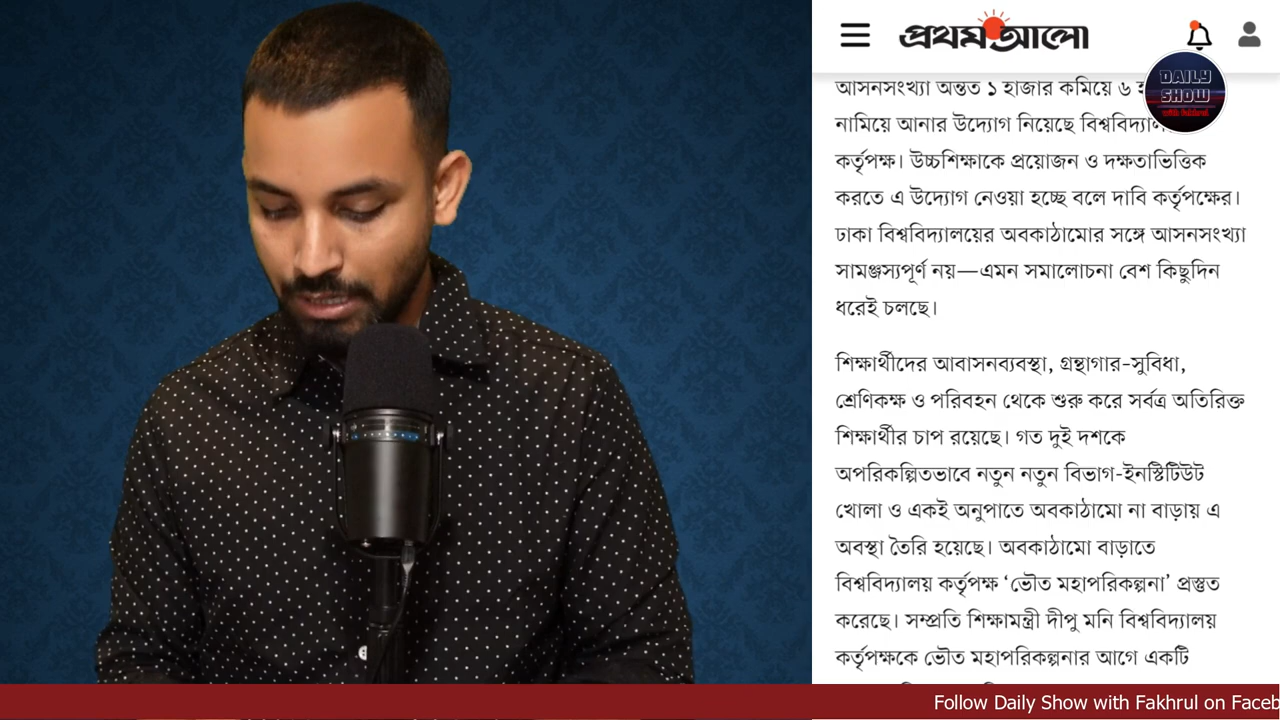 প্রথম আলো
DAILY
SHOW
with Fakhrul
আসনসংখ্যা অন্তত ১ হাজার কমিয়ে ৬
নামিয়ে আনার উদ্যোগ নিয়েছে
কর্তৃপক্ষ। উচ্চশিক্ষাকে প্রয়োজন ও দক্ষতাভিত্তিক
করতে এ উদ্যোগ নেওয়া হচ্ছে বলে দাবি কর্তৃপক্ষের।
ঢাকা বিশ্ববিদ্যালয়ের অবকাঠামোর সঙ্গে আসনসংখ্যা
সামঞ্জস্যপূর্ণ নয়—এমন সমালোচনা বেশ কিছুদিন
ধরেই চলছে।
শিক্ষার্থীদের আবাসনব্যবস্থা, গ্রন্থাগার-সুবিধা,
শ্রেণিকক্ষ ও পরিবহন থেকে শুরু করে সর্বত্র অতিরিক্ত
শিক্ষার্থীর চাপ রয়েছে। গত দুই দশকে
অপরিকল্পিতভাবে নতুন নতুন বিভাগ-ইনস্টিটিউট
খোলা ও একই অনুপাতে অবকাঠামো না বাড়ায় এ
অবস্থা তৈরি হয়েছে। অবকাঠামো বাড়াতে
বিশ্ববিদ্যালয় কর্তৃপক্ষ ‘ভৌত মহাপরিকল্পনা’ প্রস্তুত
করেছে। সম্প্রতি শিক্ষামন্ত্রী দীপু মনি বিশ্ববিদ্যালয়
কর্তৃপক্ষকে ভৌত মহাপরিকল্পনার আগে একটি
Follow Daily Show with Fakhrul on Faceb